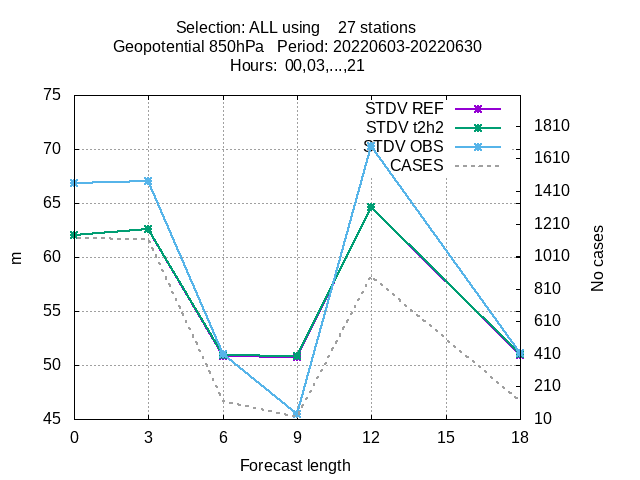 Selection: ALL using    27 stations
Geopotential 850hPa   Period: 20220603-20220630
Hours:  00,03,...,21
STDV REF
STDV t2h2
STDV OBS
CASES
75
70
65
60
55
50
45
m
1810
1610
1410
1210
1010
810
610
410
210
10
No cases
0 3 6 9 12 15 18
Forecast length